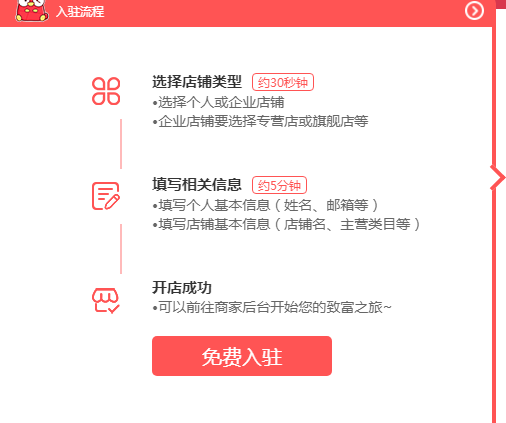 入驻流程
选择店铺类型 约30秒钟
•选择个人或企业店铺
•企业店铺要选择专营店或旗舰店等
填写相关信息 约5分钟
•填写个人基本信息（姓名、邮箱等）
•填写店铺基本信息（店铺名、主营类目等）
开店成功
•可以前往商家后台开始您的致富之旅~
免费入驻